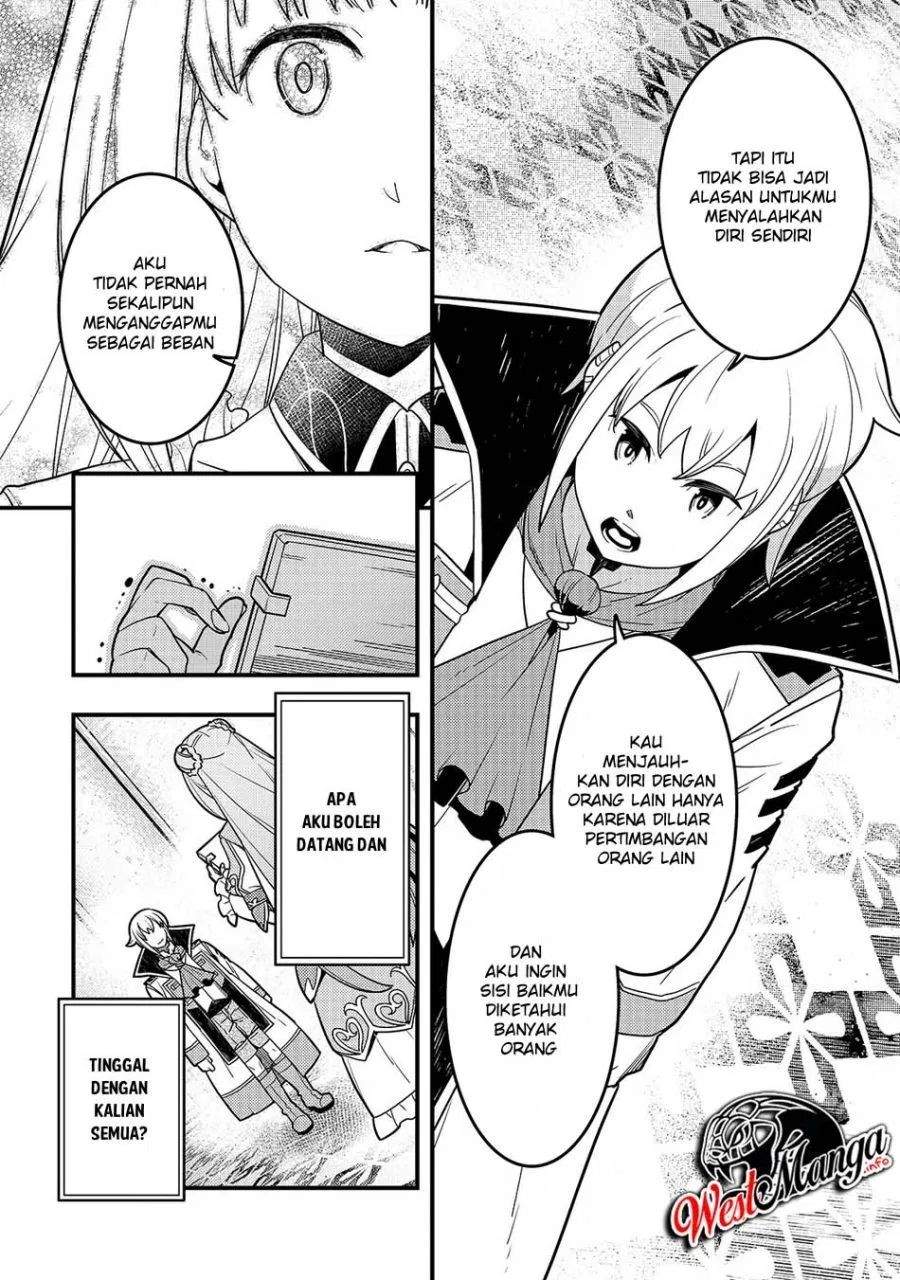 TAPI ITU
TIDAK BISA JADI
ALASAN UNTUKMU
MENYALAHKAN
DIRI SENDIRI
KAU
MENJAUH-
KAN DIRI DENGAN
ORANG LAIN HANYA
KARENA DILUAR
PERTIMBANGAN
ORANG LAIN
DAN
AKU INGIN
SISI BAIKMU
DIKETAHUI
BANYAK
ORANG
AKU
TIDAK PERNAH
SEKALIPUN
MENGANGGAPMU
SEBAGAI BEBAN
APA
AKU BOLEH
DATANG DAN
TINGGAL
DENGAN
KALIAN
SEMUA?
WestManga
.info